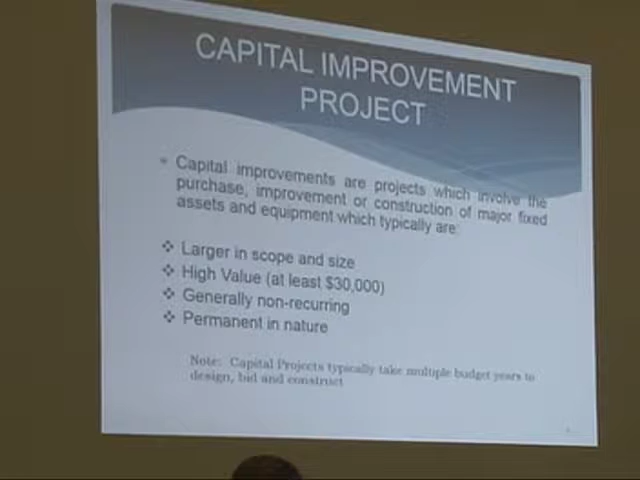 CAPITAL IMPROVEMENT
PROJECT
Capital improvements are projects which involve the
purchase, improvement or construction of major fixed
assets and equipment which typically are:
Larger in scope and size
High Value (at least $30,000)
Generally non-recurring
Permanent in nature
Note: Capital Projects typically take multiple budget years to
design, bid and construct